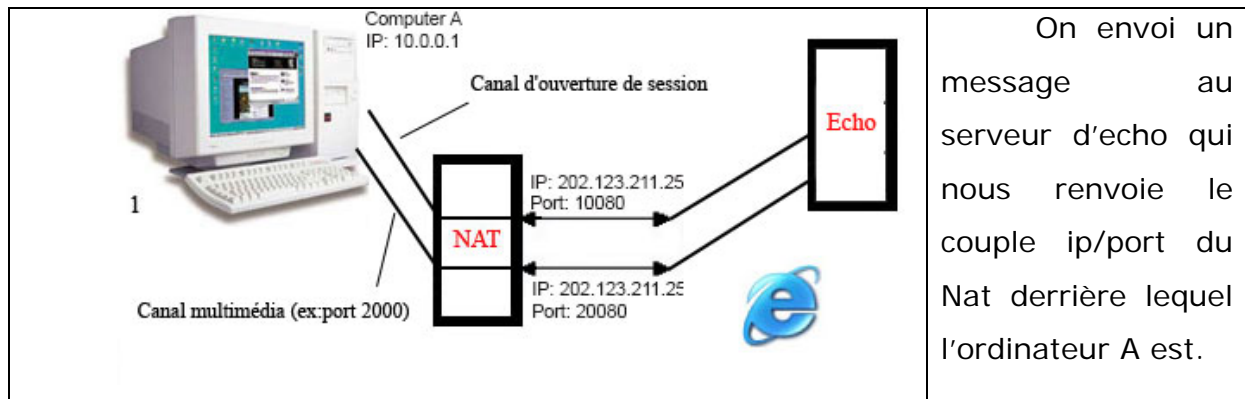 Computer A
IP: 10.0.0.1
Canal d'ouverture de session
Echo
IP: 202.123.211.25
Port: 10080
1
NAT
Canal multimédia (ex:port 2000)
IP: 202.123.211.25
Port: 20080
On envoi un
message au
serveur d'echo qui
nous renvoie le
couple ip/port du
Nat derrière lequel
l'ordinateur A est.